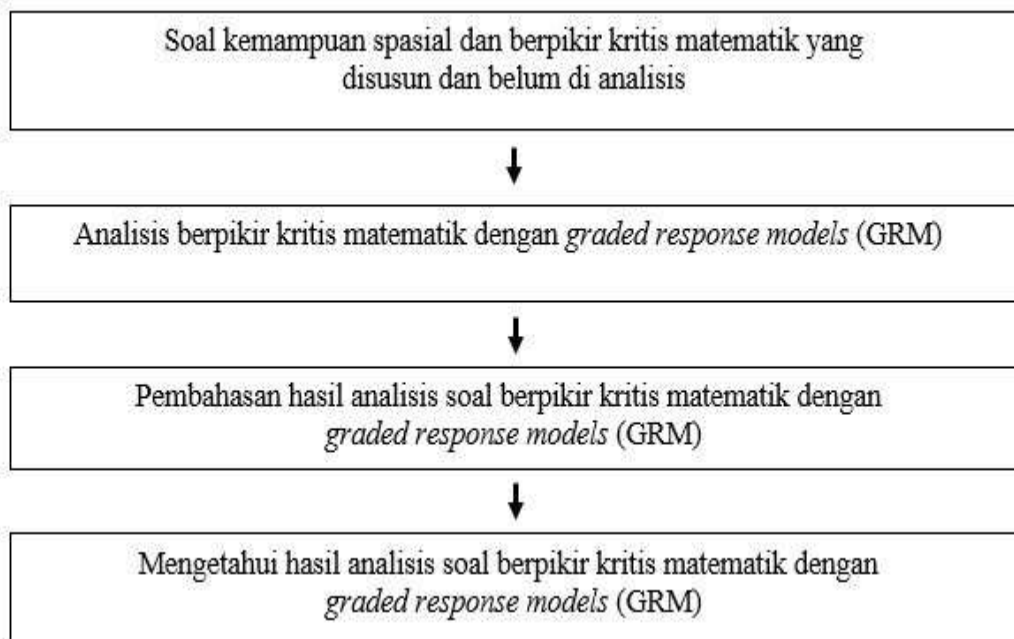 Soal kemampuan spasial dan berpikir kritis matematik yang
disusun dan belum di analisis
Analisis berpikir kritis matematik dengan graded response models (GRM)
Pembahasan hasil analisis soal berpikir kritis matematik dengan
graded response models (GRM)
Mengetahui hasil analisis soal berpikir kritis matematik dengan
graded response models (GRM)